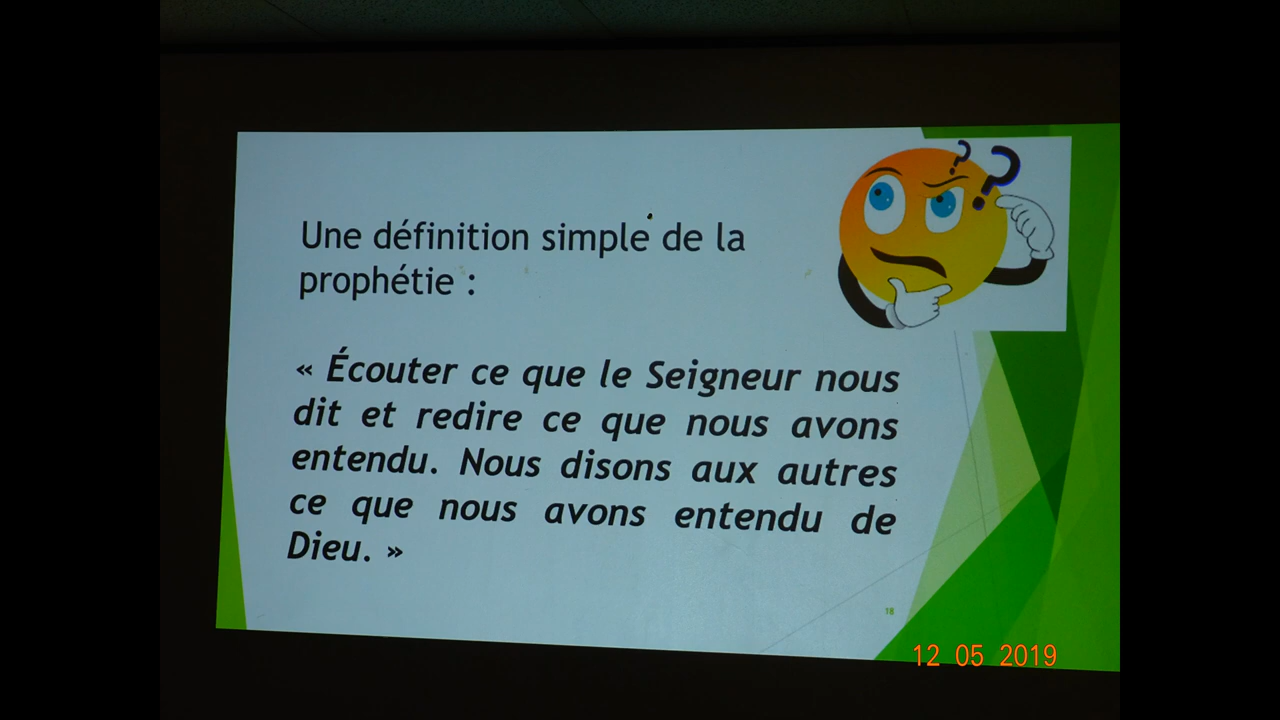 Une définition simple de la
prophétie :
« Écouter ce que le Seigneur nous
dit et redire ce que nous avons
entendu. Nous disons aux autres
ce que nous avons entendu de
Dieu. »
18
12 05 2019
? ?